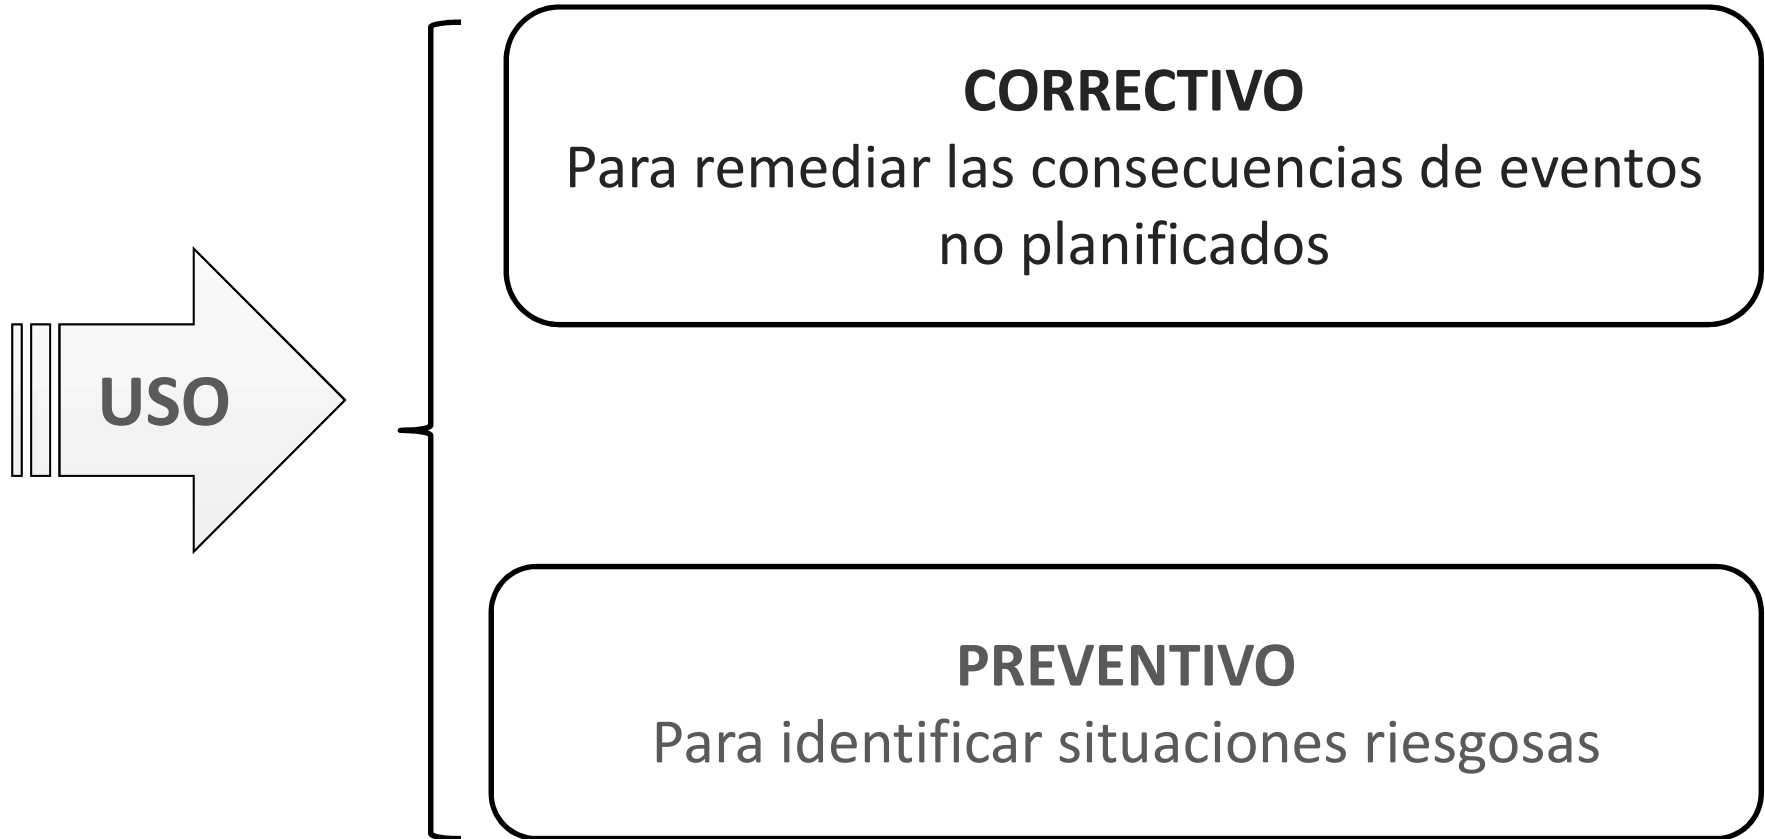 CORRECTIVO
Para remediar las consecuencias de eventos
no planificados
USO
PREVENTIVO
Para identificar situaciones riesgosas